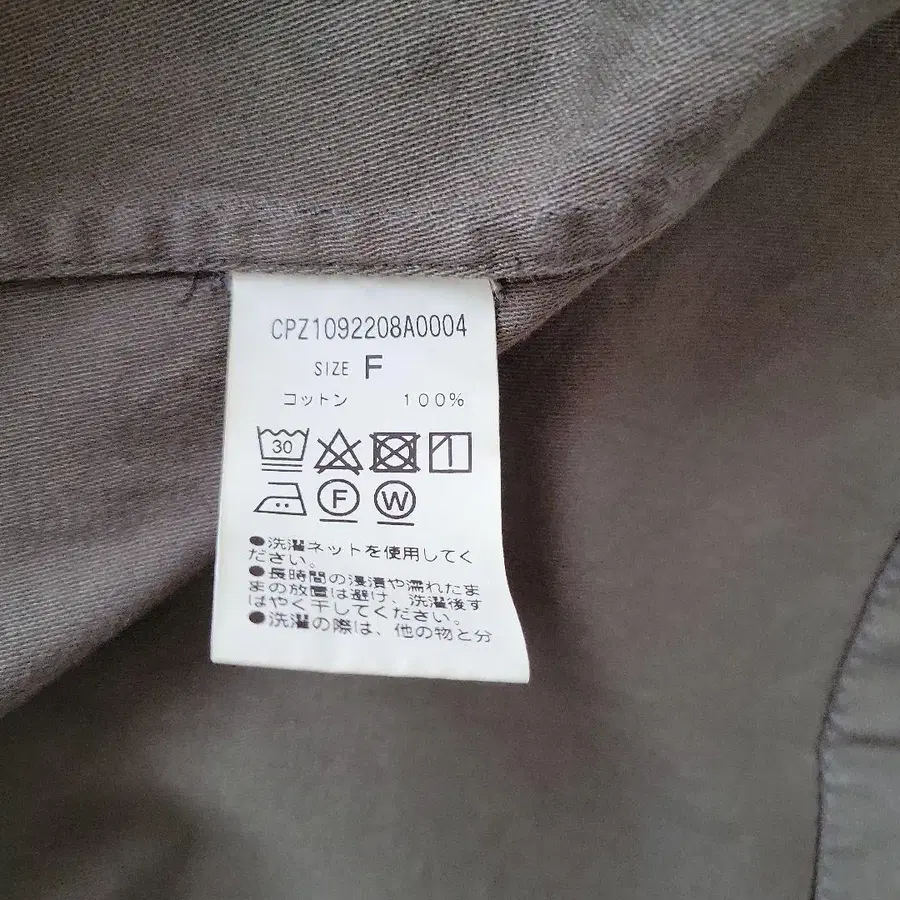 CPZ1092208A0004
SIZE F
コットン 100%
30
F W
●洗濯ネットを使用してく
ださい。
●長時間の浸漬や濡れたま
まの放置は避け、洗濯後す
ばやく干してください。
●洗濯の際は、他の物と分